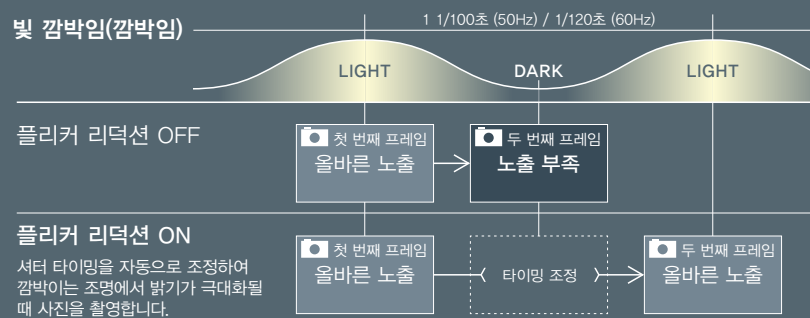 빛 깜박임(깜박임)
1 1/100초 (50Hz) / 1/120초 (60Hz)
LIGHT
DARK
LIGHT
플리커 리덕션 OFF
첫 번째 프레임
올바른 노출
두 번째 프레임
노출 부족
플리커 리덕션 ON
셔터 타이밍을 자동으로 조정하여
깜박이는 조명에서 밝기가 극대화될
때 사진을 촬영합니다.
첫 번째 프레임
올바른 노출
타이밍 조정
두 번째 프레임
올바른 노출